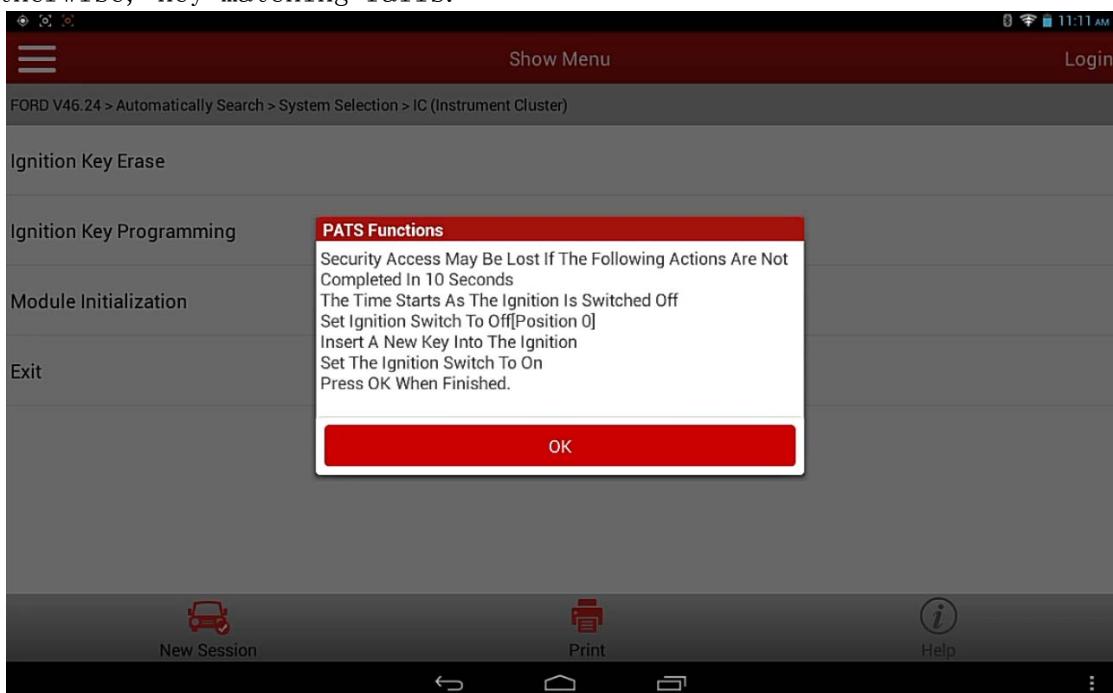 key matching fails.
11:11 AM
Show Menu
Login
FORD V46.24 > Automatically Search > System Selection > IC (Instrument Cluster)
Ignition Key Erase
Ignition Key Programming
Module Initialization
Exit
PATS Functions
Security Access May Be Lost If The Following Actions Are Not
Completed In 10 Seconds
The Time Starts As The Ignition Is Switched Off
Set Ignition Switch To Off[Position 0]
Insert A New Key Into The Ignition
Set The Ignition Switch To On
Press OK When Finished.
OK
New Session
Print
Help